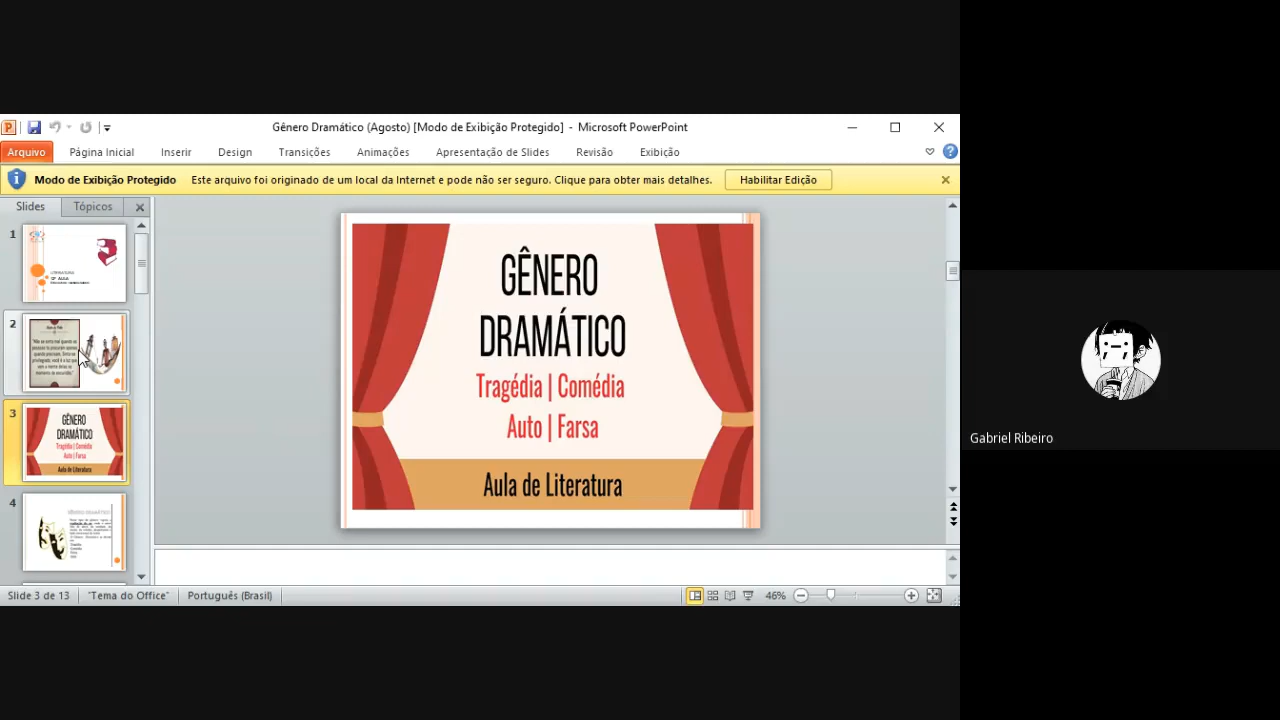 Gênero Dramático (Agosto) [Modo de Exibição Protegido] - Microsoft PowerPoint
Arquivo Página Inicial Inserir Design Transições Animações Apresentação de Slides Revisão Exibição
Modo de Exibição Protegido Este arquivo foi originado de um local da Internet e pode não ser seguro. Clique para obter mais detalhes. Habilitar Edição
Slides Tópicos
1
2
3
GÊNERO
DRAMÁTICO
Tragédia | Comédia
Auto | Farsa
Aula de Literatura
4
GÊNERO
DRAMÁTICO
Tragédia | Comédia
Auto | Farsa
Aula de Literatura
Slide 3 de 13 "Tema do Office" Português (Brasil) 46%
Gabriel Ribeiro